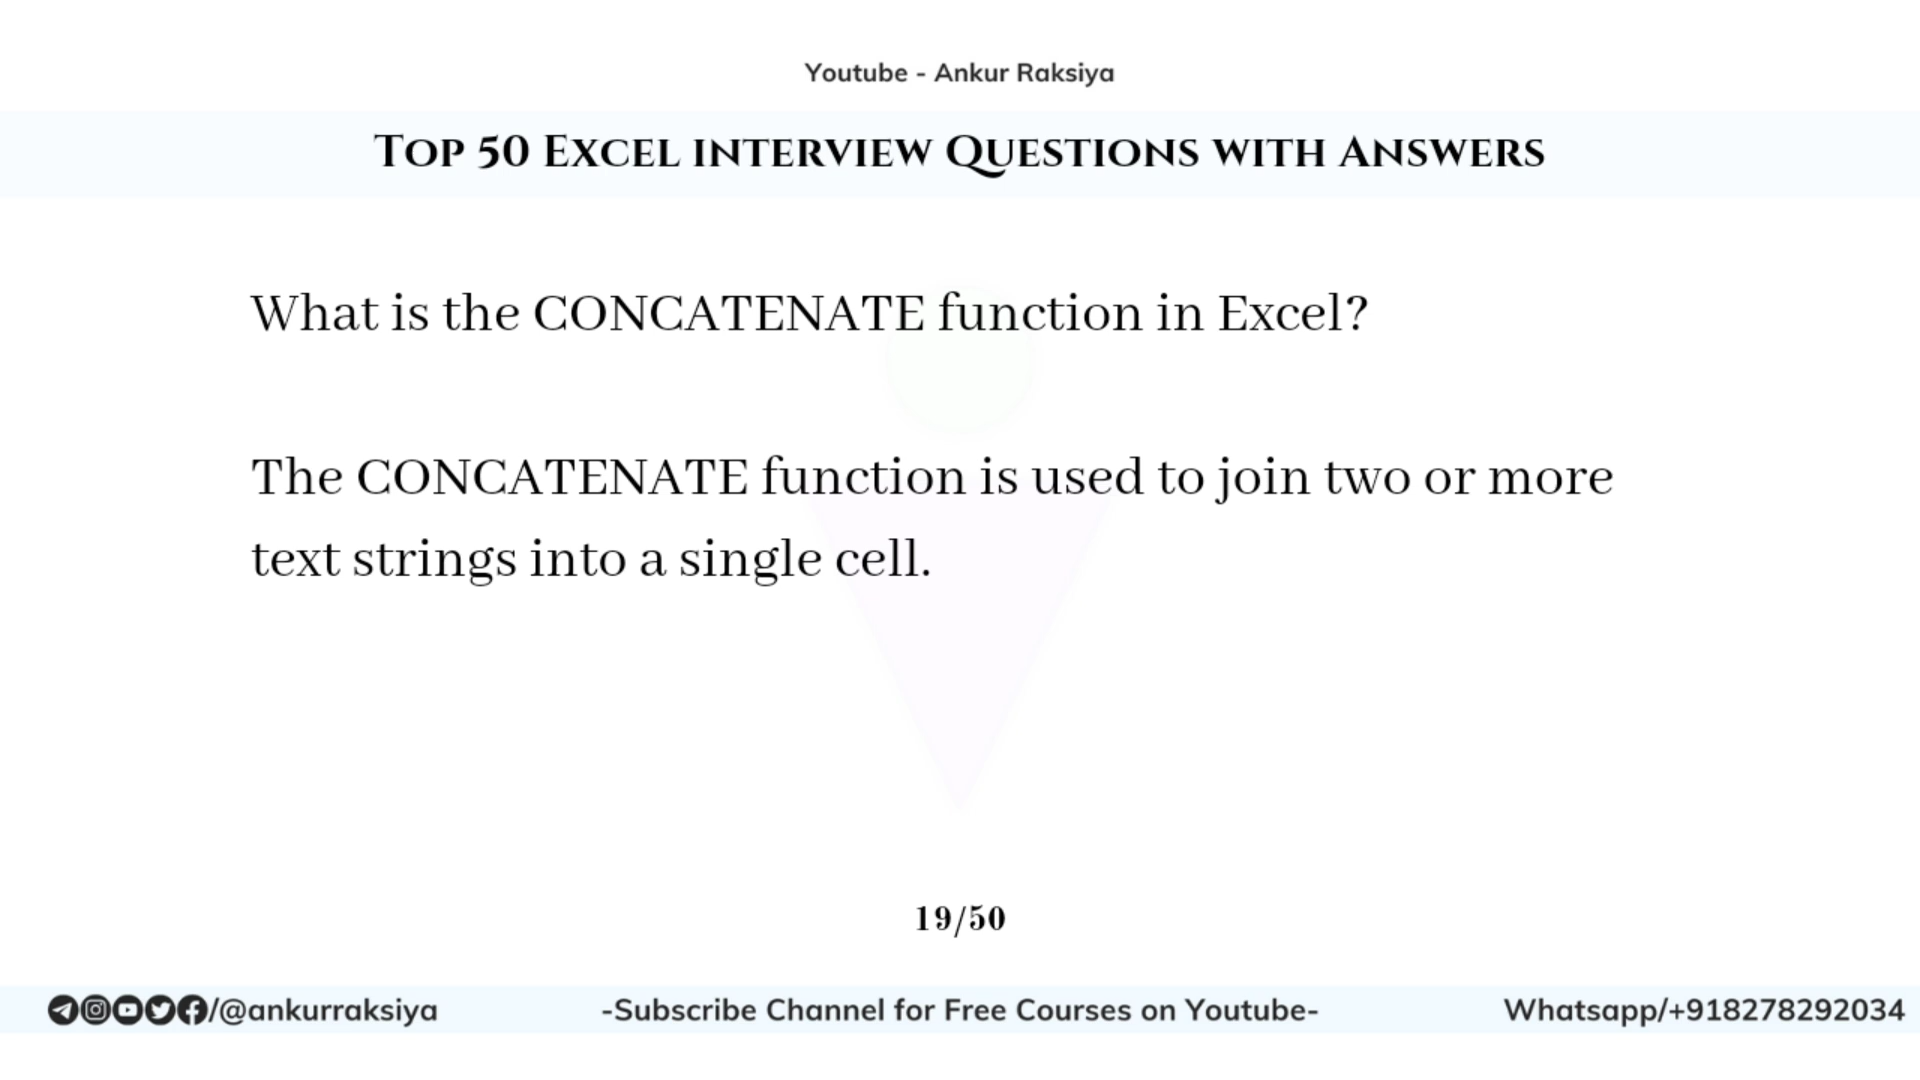 Youtube - Ankur Raksiya
Top 50 Excel interview Questions with Answers
What is the CONCATENATE function in Excel?
The CONCATENATE function is used to join two or more
text strings into a single cell.
19/50
/@ankurraksiya
-Subscribe Channel for Free Courses on Youtube-
Whatsapp/+918278292034